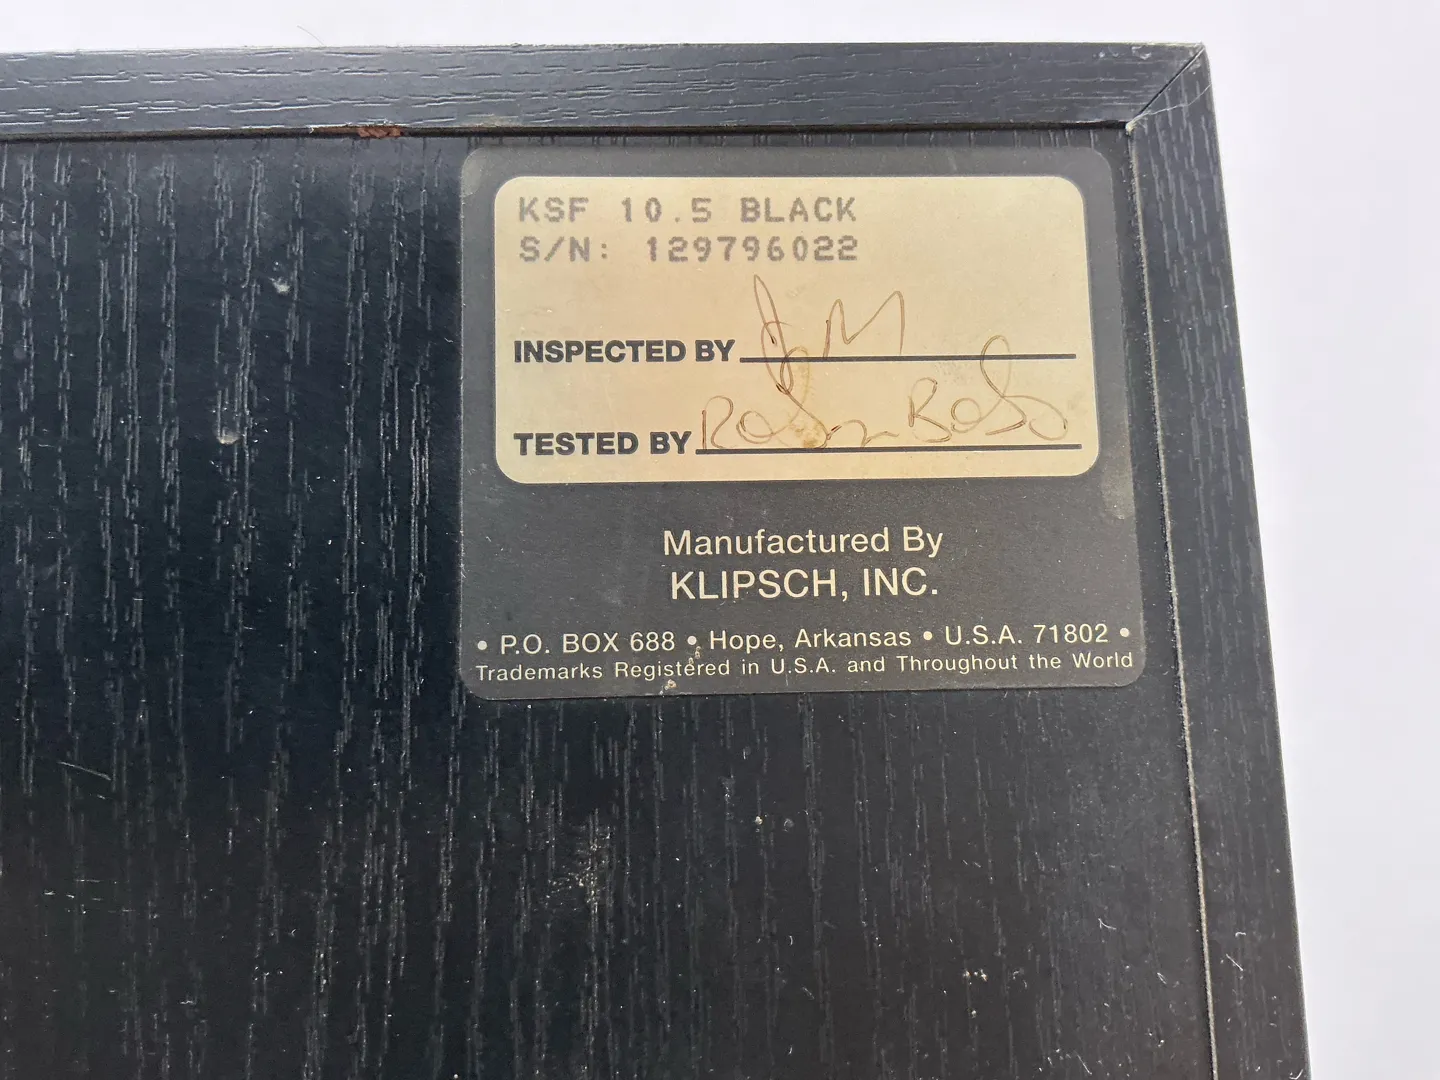 KSF 10.5 BLACK
S/N: 129796022
INSPECTED BY
TESTED BY
Manufactured By
KLIPSCH, INC.
• P.O. BOX 688 • Hope, Arkansas • U.S.A. 71802 •
Trademarks Registered in U.S.A. and Throughout the World